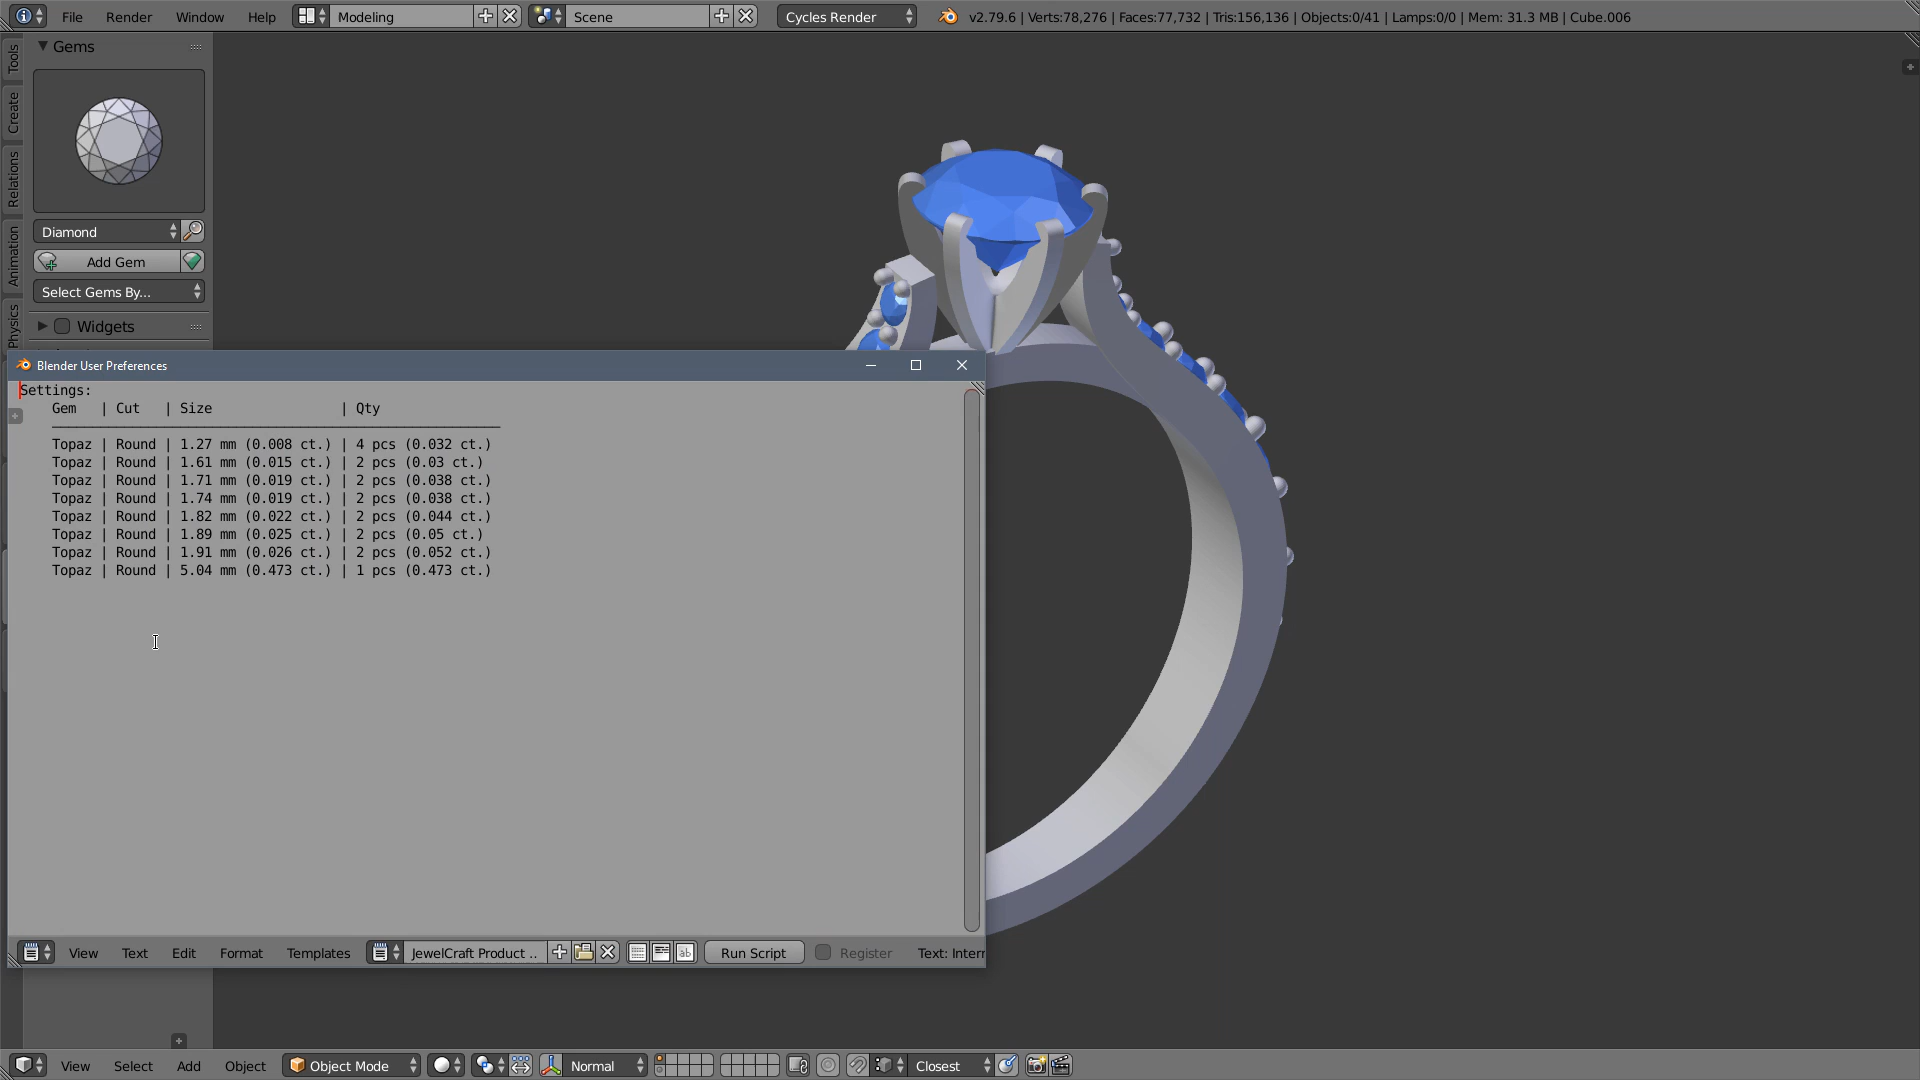 File Render Window Help Modeling Scene Cycles Render v2.79.6 | Verts:78,276 | Faces:77,732 | Tris:156,136 | Objects:0/41 | Lamps:0/0 | Mem: 31.3 MB | Cube.006
Tools
Create
Relations
Animation
Physics
Gems
Diamond
Add Gem
Select Gems By...
Widgets
Blender User Preferences
Settings:
Gem | Cut | Size | Qty
Topaz | Round | 1.27 mm (0.008 ct.) | 4 pcs (0.032 ct.)
Topaz | Round | 1.61 mm (0.015 ct.) | 2 pcs (0.03 ct.)
Topaz | Round | 1.71 mm (0.019 ct.) | 2 pcs (0.038 ct.)
Topaz | Round | 1.74 mm (0.019 ct.) | 2 pcs (0.038 ct.)
Topaz | Round | 1.82 mm (0.022 ct.) | 2 pcs (0.044 ct.)
Topaz | Round | 1.89 mm (0.025 ct.) | 2 pcs (0.05 ct.)
Topaz | Round | 1.91 mm (0.026 ct.) | 2 pcs (0.052 ct.)
Topaz | Round | 5.04 mm (0.473 ct.) | 1 pcs (0.473 ct.)
View Text Edit Format Templates JewelCraft Product .. Run Script Register Text: Intern
View Select Add Object Object Mode Normal Closest